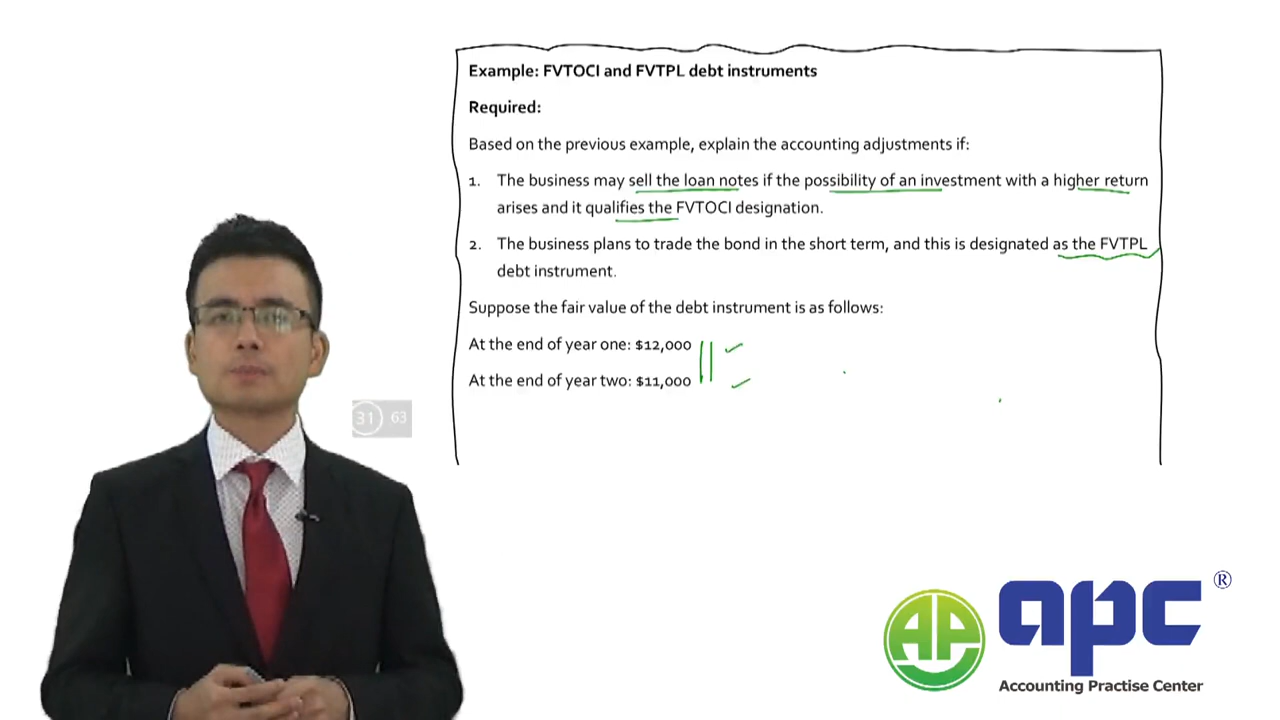 Example: FVTOCI and FVTPL debt instruments
Required:
Based on the previous example, explain the accounting adjustments if:
1. The business may sell the loan notes if the possibility of an investment with a higher return
arises and it qualifies the FVTOCI designation.
2. The business plans to trade the bond in the short term, and this is designated as the FVTPL
debt instrument.
Suppose the fair value of the debt instrument is as follows:
At the end of year one: $12,000
At the end of year two: $11,000
31 63
AP
apc ®
Accounting Practise Center